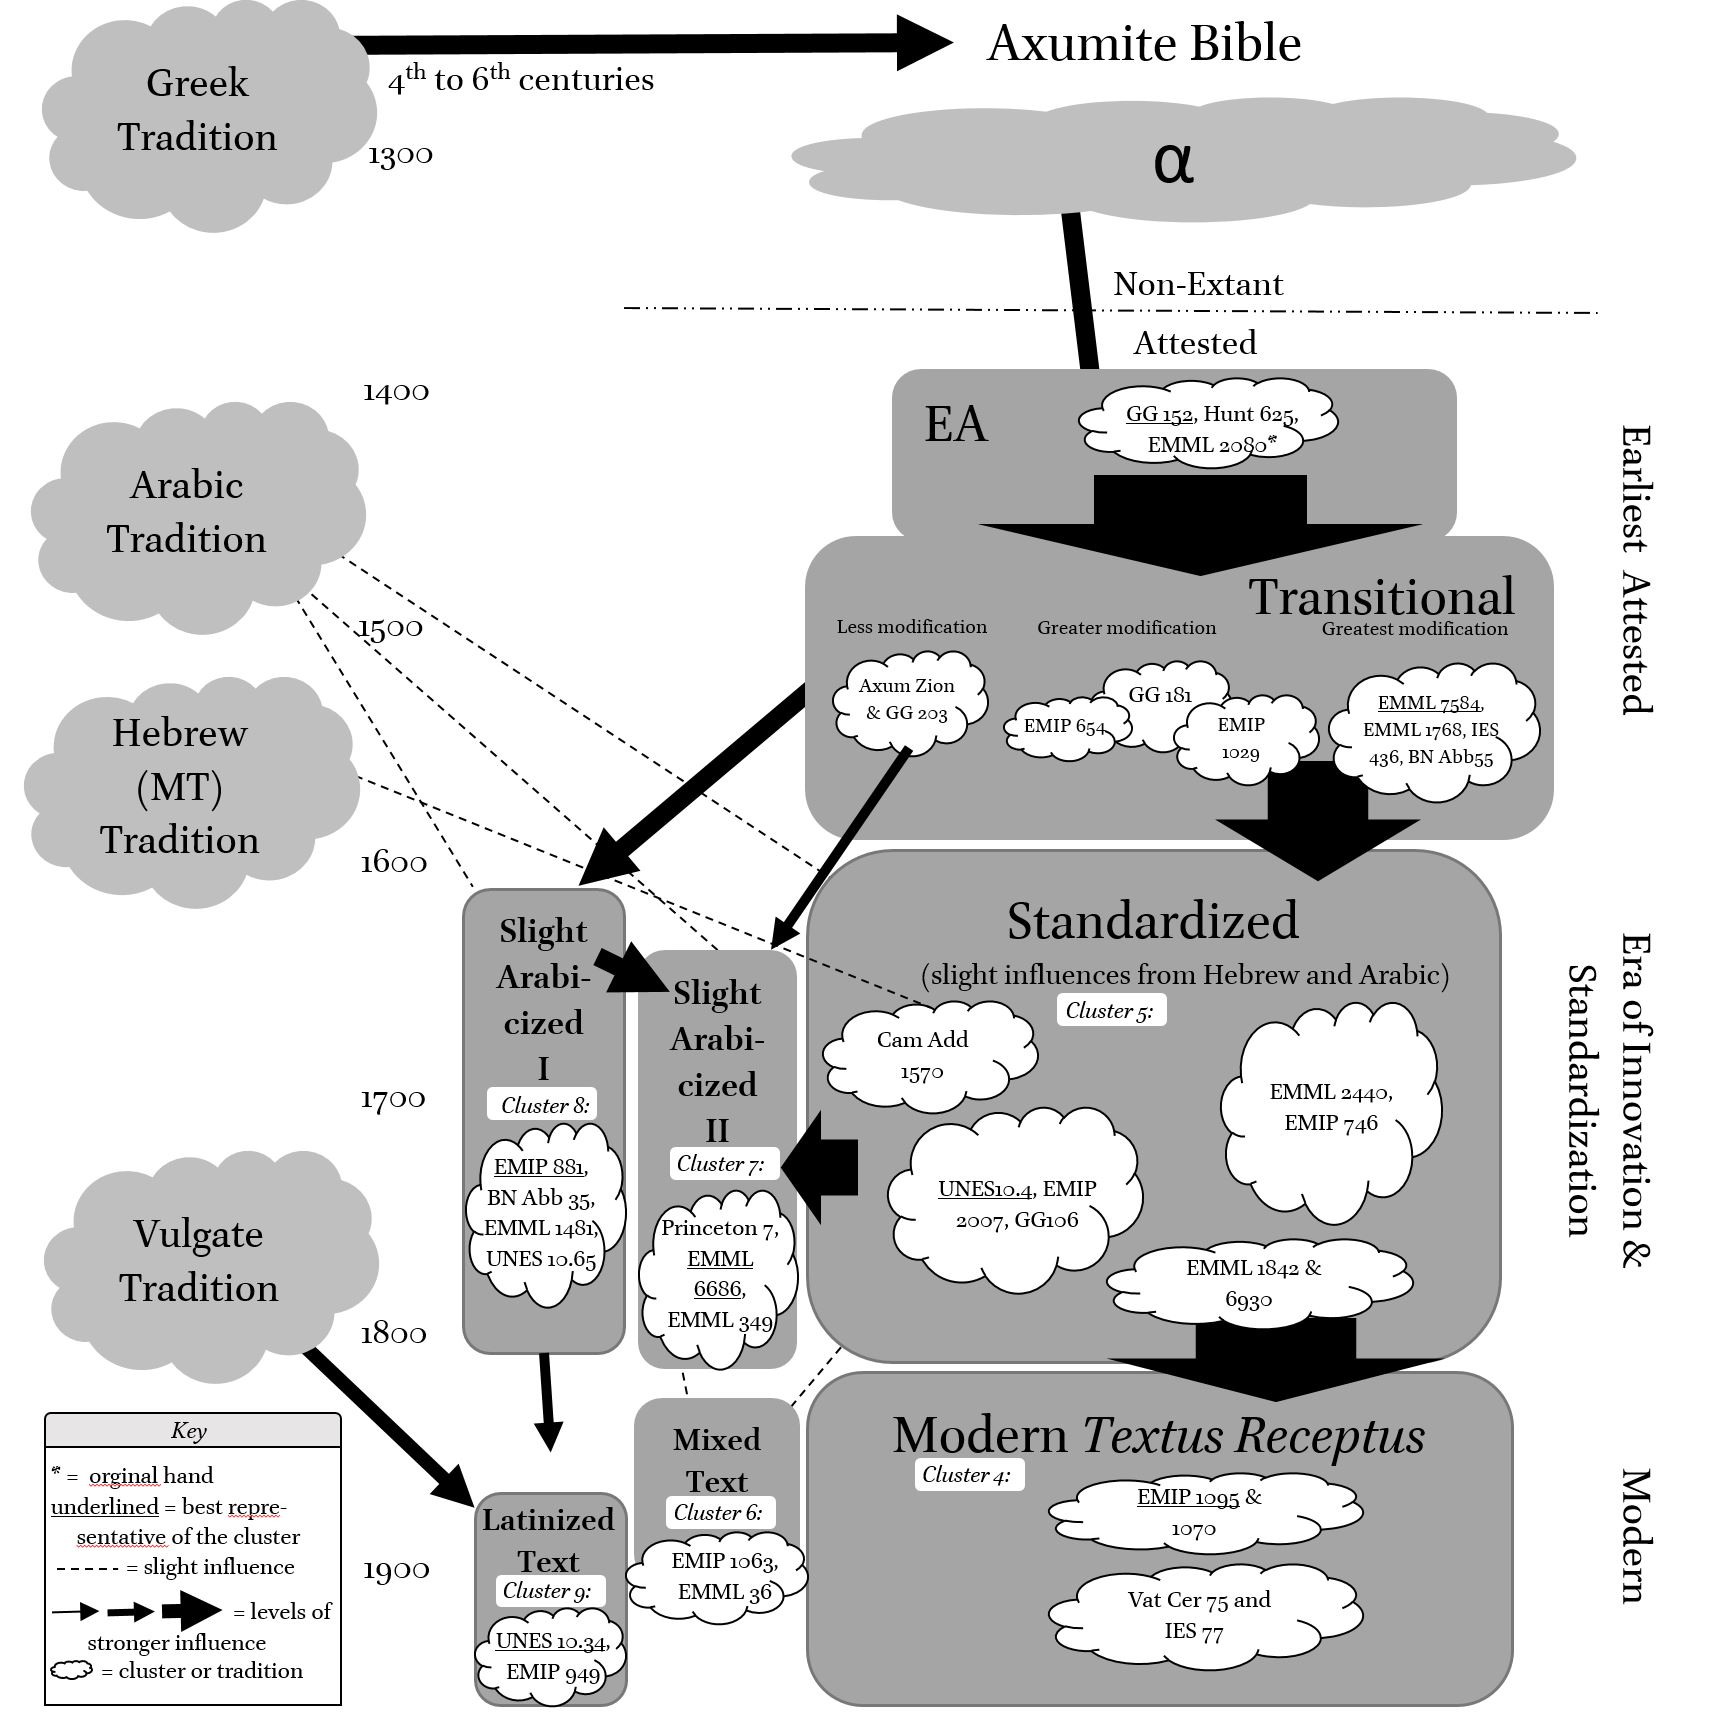 Greek
Tradition
4th to 6th centuries
Axumite Bible
1300
α
Non-Extant
Attested
1400
Arabic
Tradition
1500
Hebrew
(MT)
Tradition
1600
1700
Vulgate
Tradition
1800
1900
EA
GG 152, Hunt 625,
EMML 2080*
Transitional
Less modification
Greater modification
Greatest modification
Axum Zion
& GG 203
EMIP 654
GG 181
EMIP
1029
EMML 7584,
EMML 1768, IES
436, BN Abb55
Earliest Attested
Standardized
(slight influences from Hebrew and Arabic)
Cluster 5:
Cam Add
1570
EMML 2440,
EMIP 746
UNES10.4, EMIP
2007, GG106
EMML 1842 &
6930
Era of Innovation &
Standardization
Slight
Arabi-
cized
I
Cluster 8:
EMIP 881,
BN Abb 35,
EMML 1481,
UNES 10.65
Slight
Arabi-
cized
II
Cluster 7:
Princeton 7,
EMML
6686,
EMML 349
Modern Textus Receptus
Cluster 4:
EMIP 1095 &
1070
Vat Cer 75 and
IES 77
Modern
Mixed
Text
Cluster 6:
EMIP 1063,
EMML 36
Latinized
Text
Cluster 9:
UNES 10.34,
EMIP 949
Key
* = orginal hand
underlined = best repre-
sentative of the cluster
= slight influence
= levels of
stronger influence
= cluster or tradition